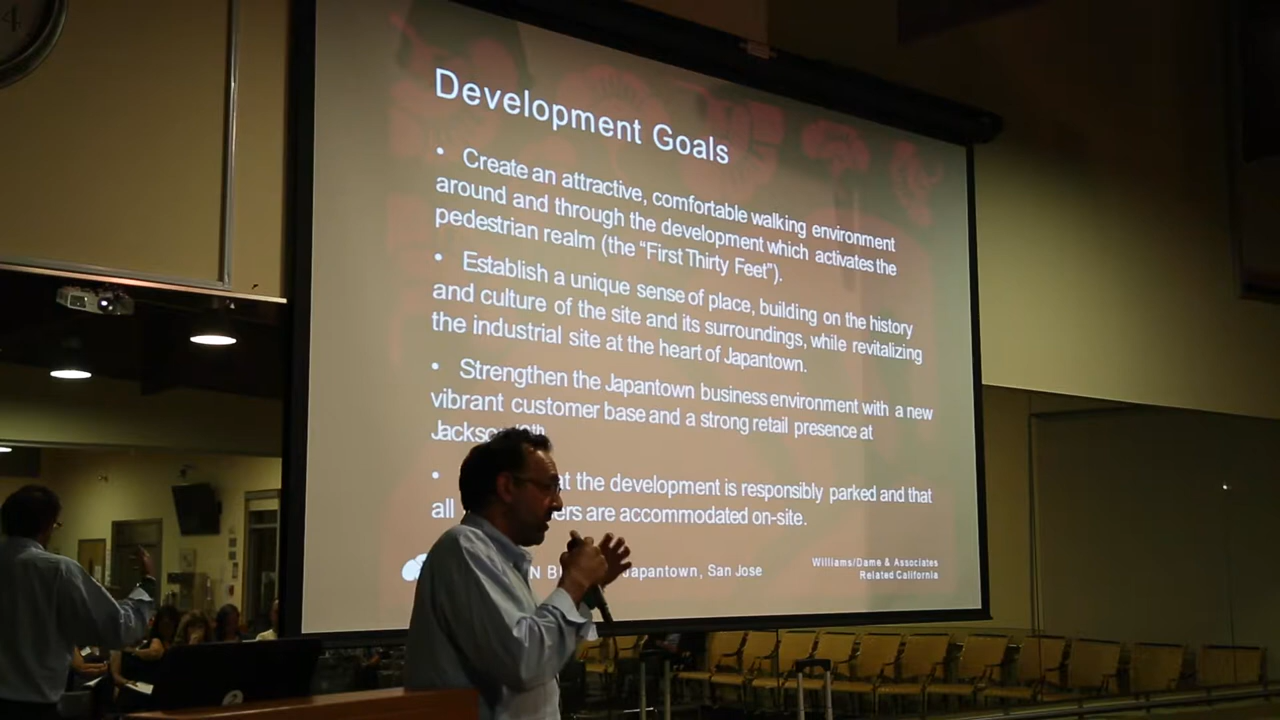 4
Development Goals
• Create an attractive, comfortable walking environment
around and through the development which activates the
pedestrian realm (the “First Thirty Feet”).
• Establish a unique sense of place, building on the history
and culture of the site and its surroundings, while revitalizing
the industrial site at the heart of Japantown.
• Strengthen the Japantown business environment with a new
vibrant customer base and a strong retail presence at
• at the development is responsibly parked and that
all are accommodated on-site.
Japantown, San Jose
Williams/Dame & Associates
Related California